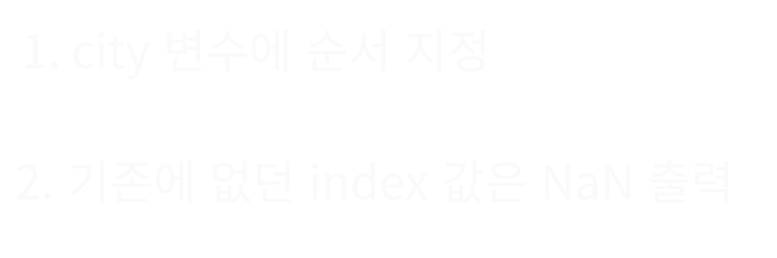 1. city 변수에 순서 지정
2. 기존에 없던 index 값은 NaN 출력